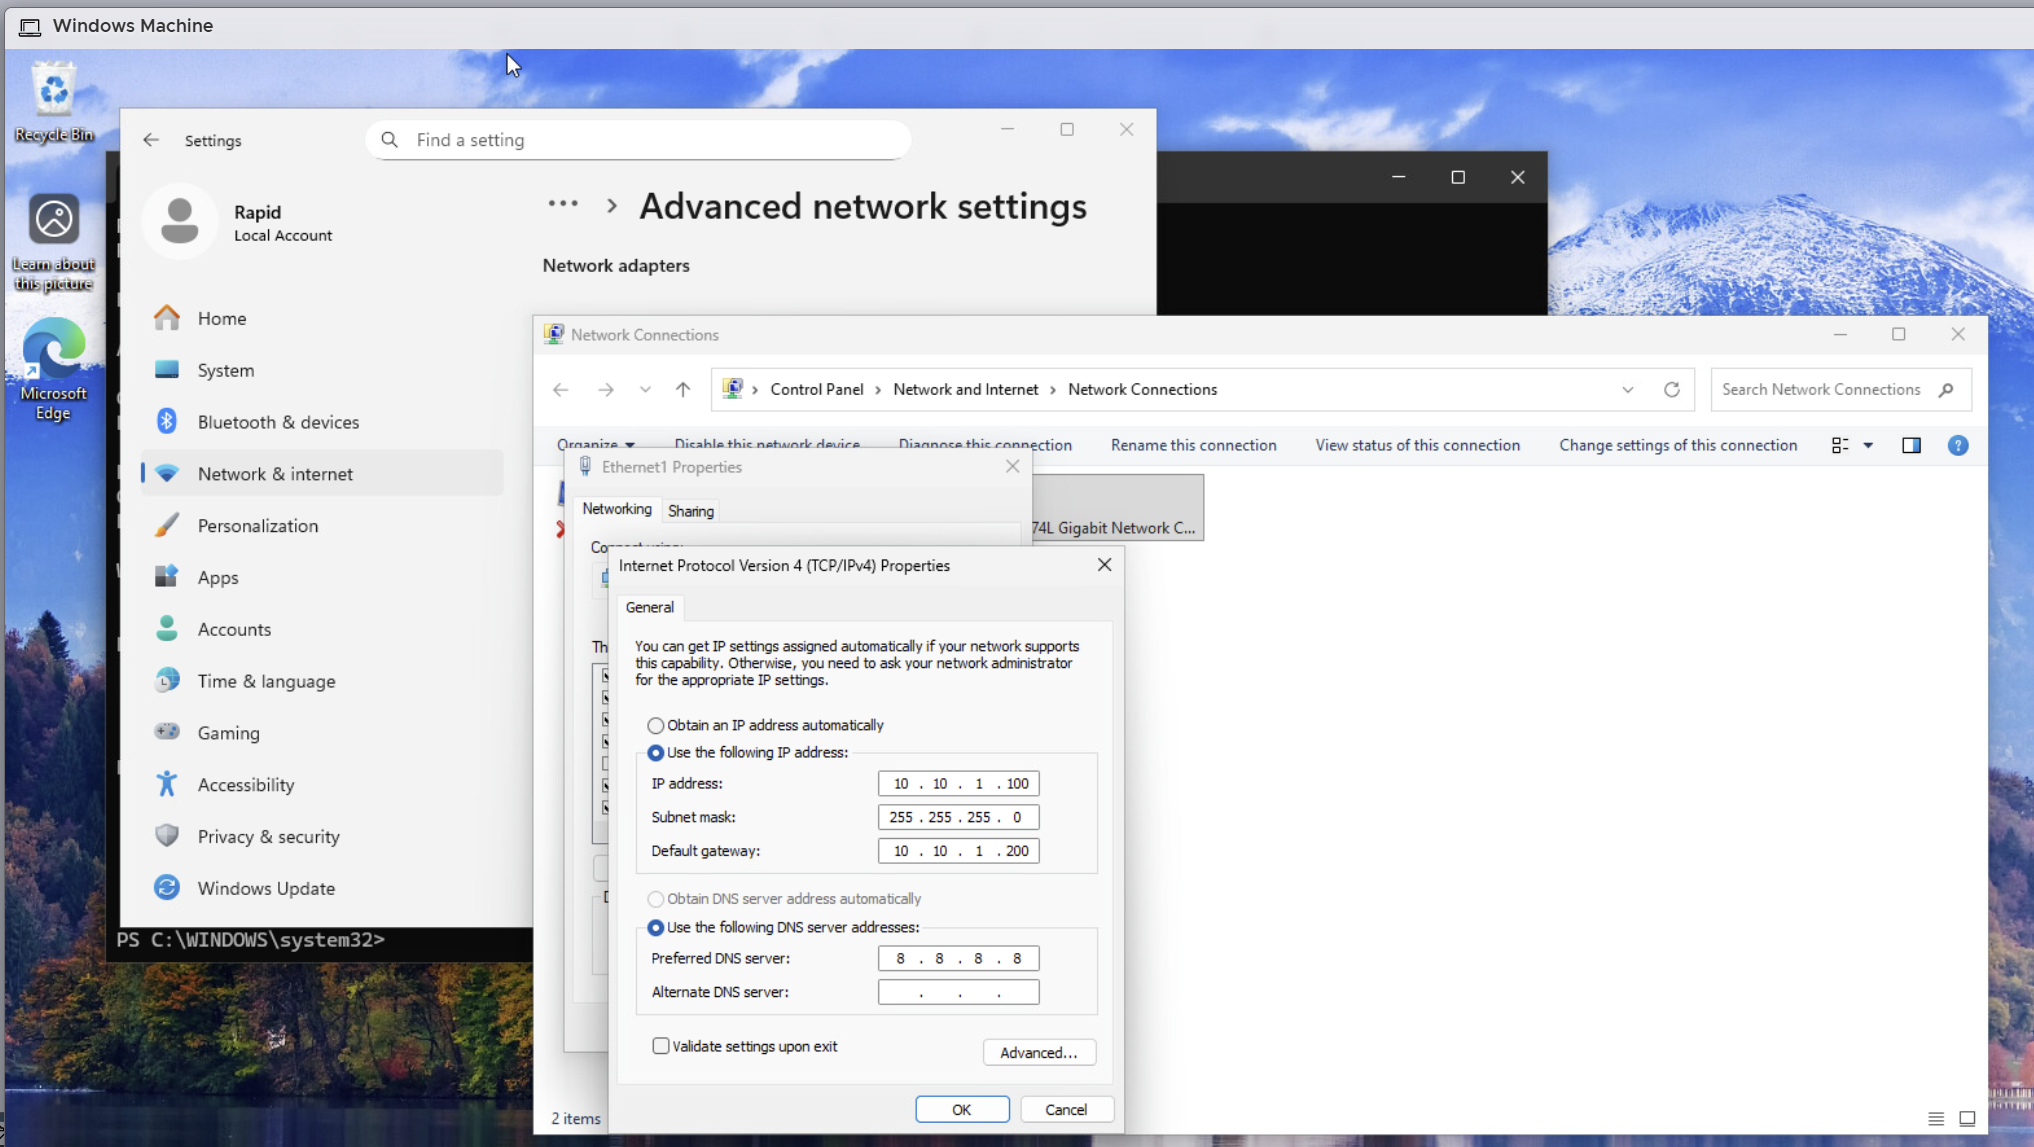 Windows Machine
Recycle Bin
Learn about
this picture
Microsoft
Edge
Settings
Find a setting
Rapid
Local Account
Home
System
Bluetooth & devices
Network & internet
Personalization
Apps
Accounts
Time & language
Gaming
Accessibility
Privacy & security
Windows Update
... > Advanced network settings
Network adapters
PS C:\WINDOWS\system32>
Network Connections
Control Panel > Network and Internet > Network Connections
Search Network Connections
Organize
Disable this network device
Diagnose this connection
Rename this connection
View status of this connection
Change settings of this connection
74L Gigabit Network C...
2 items
Ethernet1 Properties
Networking
Sharing
Connect using:
Th
Internet Protocol Version 4 (TCP/IPv4) Properties
General
You can get IP settings assigned automatically if your network supports
this capability. Otherwise, you need to ask your network administrator
for the appropriate IP settings.
Obtain an IP address automatically
Use the following IP address:
IP address: 10 . 10 . 1 . 100
Subnet mask: 255 . 255 . 255 . 0
Default gateway: 10 . 10 . 1 . 200
Obtain DNS server address automatically
Use the following DNS server addresses:
Preferred DNS server: 8 . 8 . 8 . 8
Alternate DNS server: . . .
Validate settings upon exit
Advanced...
OK
Cancel